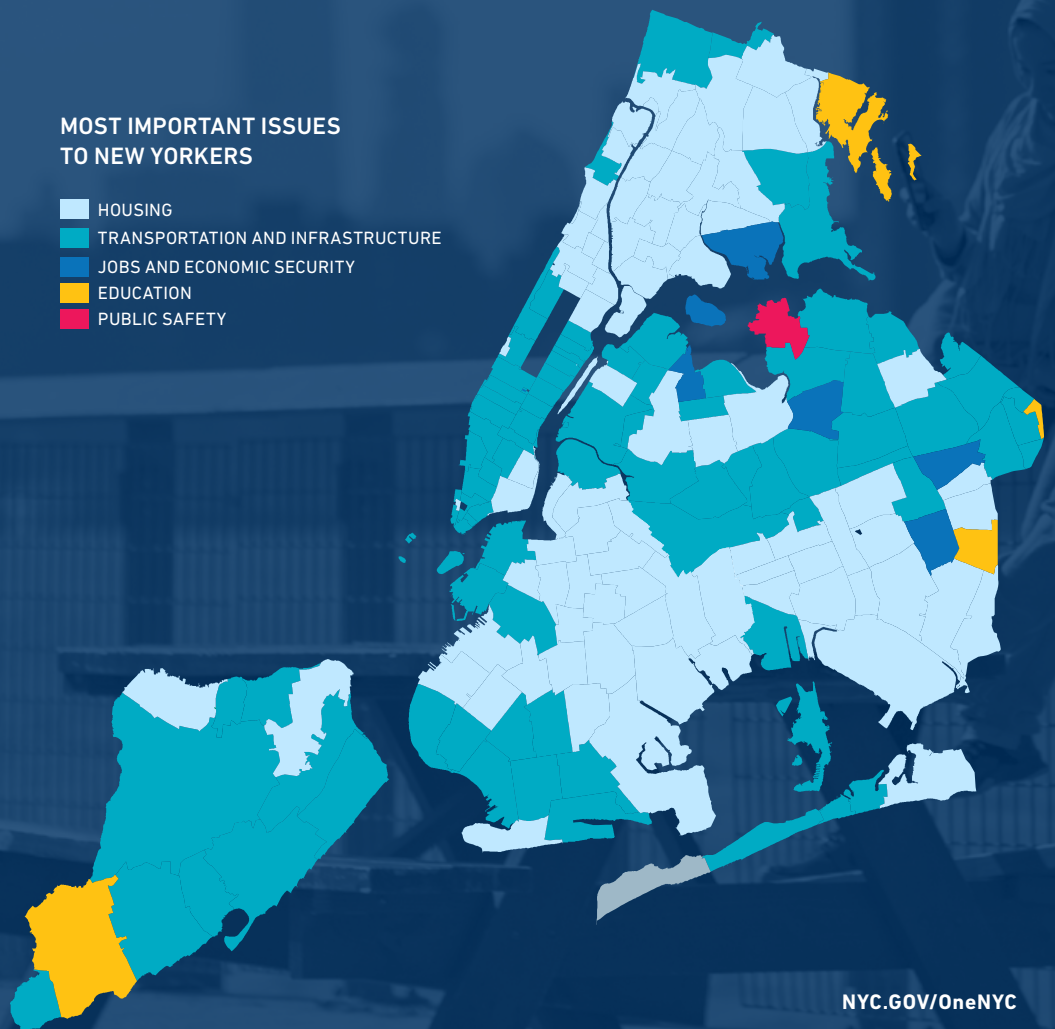 MOST IMPORTANT ISSUES
TO NEW YORKERS
HOUSING
TRANSPORTATION AND INFRASTRUCTURE
JOBS AND ECONOMIC SECURITY
EDUCATION
PUBLIC SAFETY
NYC.GOV/OneNYC